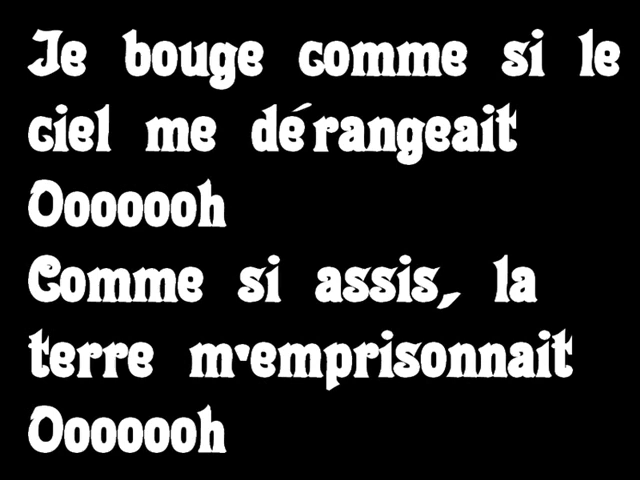 Je bouge comme si le
ciel me dérangeait
Ooooooh
Comme si assis, la
terre m'emprisonnait
Ooooooh